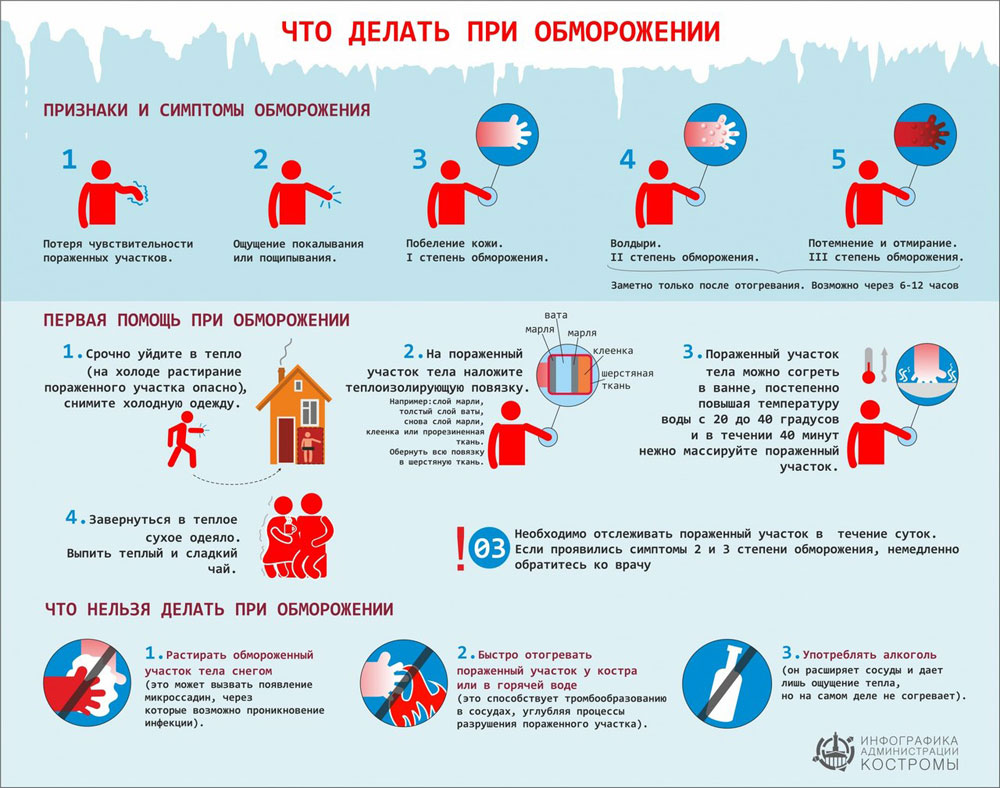 ЧТО ДЕЛАТЬ ПРИ ОБМОРОЖЕНИИ
ПРИЗНАКИ И СИМПТОМЫ ОБМОРОЖЕНИЯ
1
Потеря чувствительности
пораженных участков.
2
Ощущение покалывания
или пощипывания.
3
Побеление кожи.
I степень обморожения.
4
Волдыри.
II степень обморожения.
5
Потемнение и отмирание.
III степень обморожения.
Заметно только после отогревания. Возможно через 6-12 часов
ПЕРВАЯ ПОМОЩЬ ПРИ ОБМОРОЖЕНИИ
1.Срочно уйдите в тепло
(на холоде растирание
пораженного участка опасно),
снимите холодную одежду.
2.На пораженный
участок тела наложите
теплоизолирующую повязку.
Например:слой марли,
толстый слой ваты,
снова слой марли,
клеенка или прорезиненная
ткань.
Обернуть всю повязку
в шерстяную ткань.
вата
марля
марля
клеенка
шерстяная
ткань
3.Пораженный участок
тела можно согреть
в ванне, постепенно
повышая температуру
воды с 20 до 40 градусов
и в течении 40 минут
нежно массируйте пораженный
участок.
4.Завернуться в теплое
сухое одеяло.
Выпить теплый и сладкий
чай.
! 03
Необходимо отслеживать пораженный участок в течение суток.
Если проявились симптомы 2 и 3 степени обморожения, немедленно
обратитесь ко врачу
ЧТО НЕЛЬЗЯ ДЕЛАТЬ ПРИ ОБМОРОЖЕНИИ
1.Растирать обмороженный
участок тела снегом
(это может вызвать появление
микроссадин, через
которые возможно проникновение
инфекции).
2.Быстро отогревать
пораженный участок у костра
или в горячей воде
(это способствует тромбообразованию
в сосудах, углубляя процессы
разрушения пораженного участка).
3.Употреблять алкоголь
(он расширяет сосуды и дает
лишь ощущение тепла,
но на самом деле не согревает).
ИНФОГРАФИКА
АДМИНИСТРАЦИИ
КОСТРОМЫ